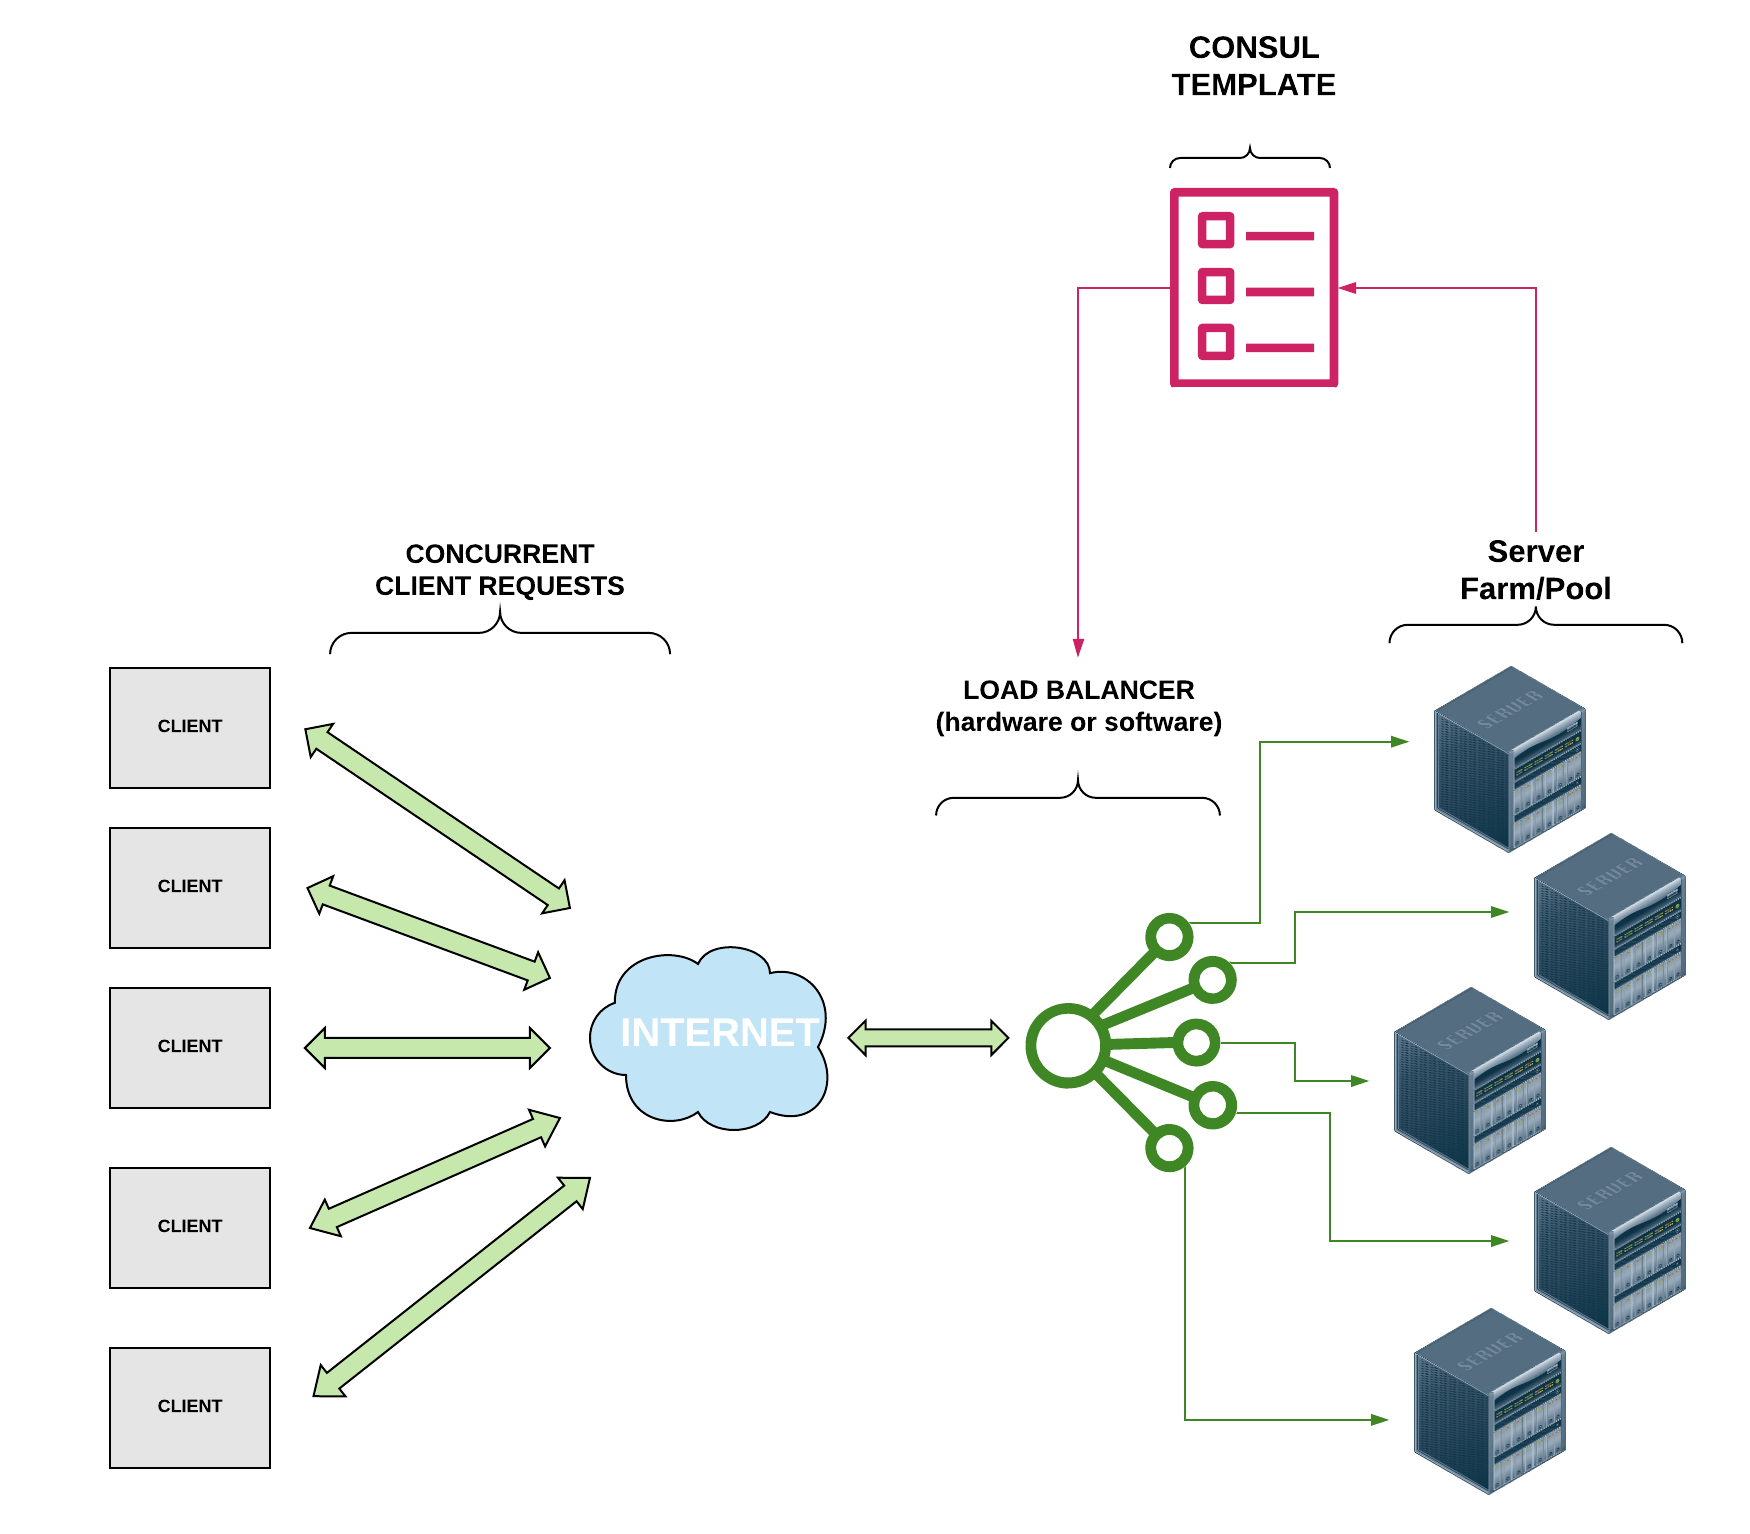 CONSUL
TEMPLATE
CONCURRENT
CLIENT REQUESTS
Server
Farm/Pool
LOAD BALANCER
(hardware or software)
CLIENT
CLIENT
CLIENT
CLIENT
CLIENT
INTERNET
SERVER
SERVER
SERVER
SERVER
SERVER